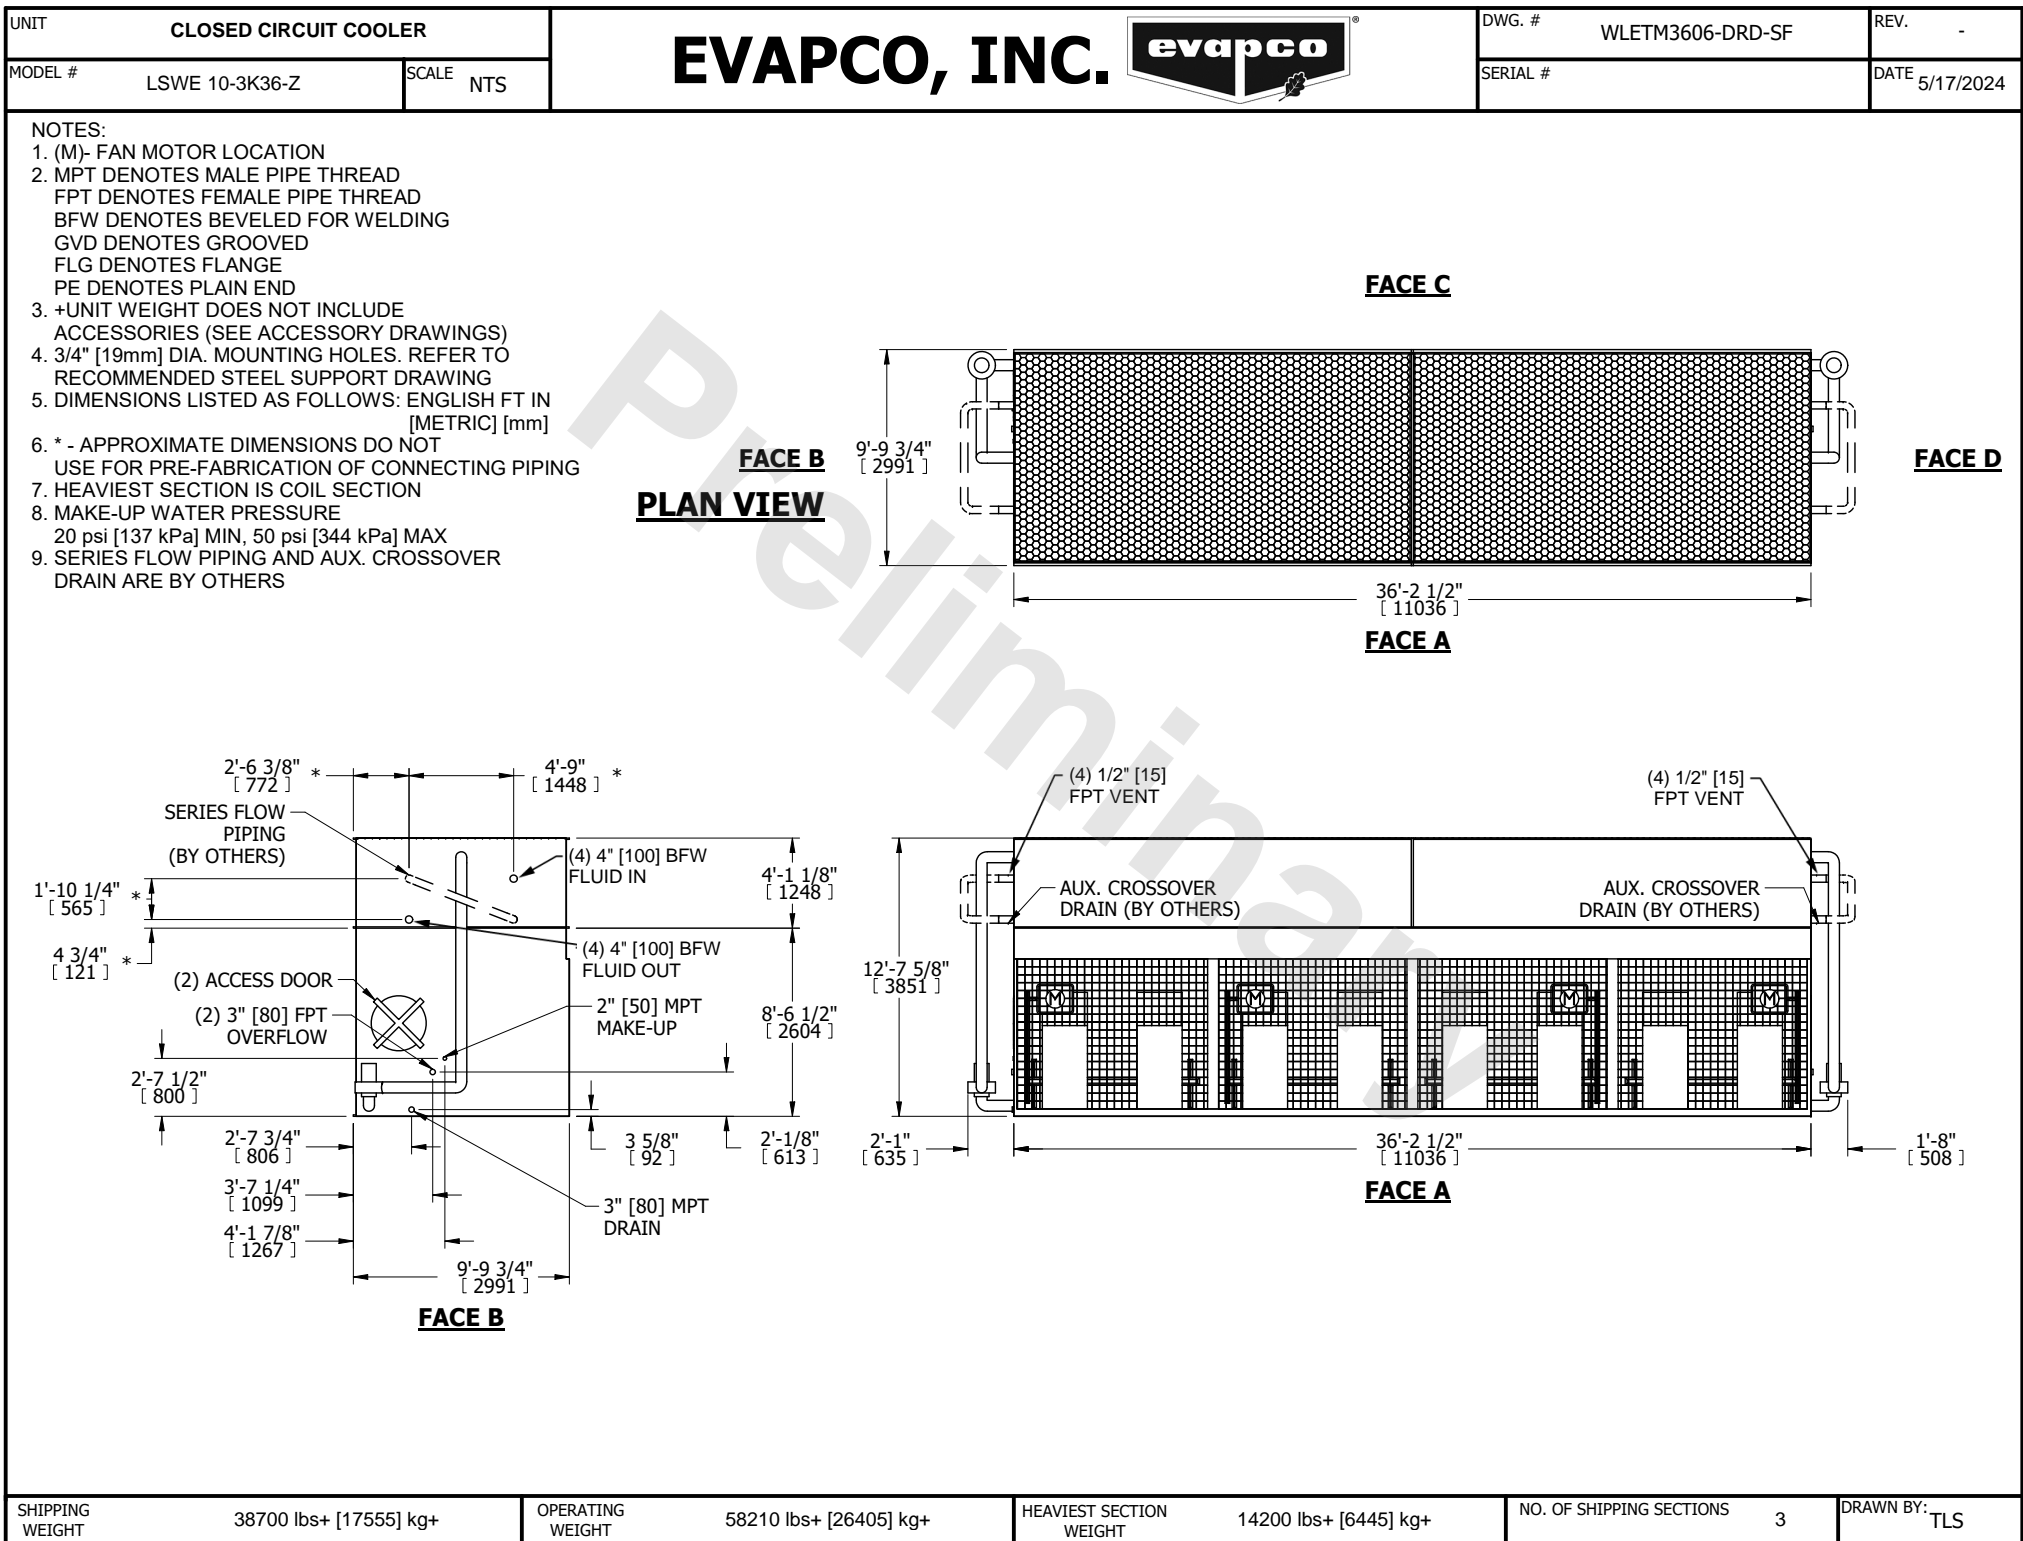 UNIT
CLOSED CIRCUIT COOLER
MODEL #
LSWE 10-3K36-Z
SCALE
NTS
EVAPCO, INC.
evapco
®
DWG. #
WLETM3606-DRD-SF
REV.
-
SERIAL #
DATE
5/17/2024
NOTES:
1. (M)- FAN MOTOR LOCATION
2. MPT DENOTES MALE PIPE THREAD
FPT DENOTES FEMALE PIPE THREAD
BFW DENOTES BEVELED FOR WELDING
GVD DENOTES GROOVED
FLG DENOTES FLANGE
PE DENOTES PLAIN END
3. +UNIT WEIGHT DOES NOT INCLUDE
ACCESSORIES (SEE ACCESSORY DRAWINGS)
4. 3/4" [19mm] DIA. MOUNTING HOLES. REFER TO
RECOMMENDED STEEL SUPPORT DRAWING
5. DIMENSIONS LISTED AS FOLLOWS: ENGLISH FT IN
[METRIC] [mm]
6. * - APPROXIMATE DIMENSIONS DO NOT
USE FOR PRE-FABRICATION OF CONNECTING PIPING
7. HEAVIEST SECTION IS COIL SECTION
8. MAKE-UP WATER PRESSURE
20 psi [137 kPa] MIN, 50 psi [344 kPa] MAX
9. SERIES FLOW PIPING AND AUX. CROSSOVER
DRAIN ARE BY OTHERS
Preliminary
FACE C
9'-9 3/4"
[ 2991 ]
FACE B
FACE D
PLAN VIEW
36'-2 1/2"
[ 11036 ]
FACE A
2'-6 3/8" *
[ 772 ]
4'-9" *
[ 1448 ]
SERIES FLOW
PIPING
(BY OTHERS)
(4) 4" [100] BFW
FLUID IN
4'-1 1/8"
[ 1248 ]
1'-10 1/4" *
[ 565 ]
4 3/4" *
[ 121 ]
(4) 4" [100] BFW
FLUID OUT
(2) ACCESS DOOR
(2) 3" [80] FPT
OVERFLOW
2" [50] MPT
MAKE-UP
8'-6 1/2"
[ 2604 ]
2'-7 1/2"
[ 800 ]
2'-7 3/4"
[ 806 ]
3 5/8"
[ 92 ]
2'-1/8"
[ 613 ]
3'-7 1/4"
[ 1099 ]
3" [80] MPT
DRAIN
4'-1 7/8"
[ 1267 ]
9'-9 3/4"
[ 2991 ]
FACE B
(4) 1/2" [15]
FPT VENT
(4) 1/2" [15]
FPT VENT
AUX. CROSSOVER
DRAIN (BY OTHERS)
AUX. CROSSOVER
DRAIN (BY OTHERS)
12'-7 5/8"
[ 3851 ]
M
M
M
M
2'-1"
[ 635 ]
36'-2 1/2"
[ 11036 ]
1'-8"
[ 508 ]
FACE A
SHIPPING
WEIGHT
38700 lbs+ [17555] kg+
OPERATING
WEIGHT
58210 lbs+ [26405] kg+
HEAVIEST SECTION
WEIGHT
14200 lbs+ [6445] kg+
NO. OF SHIPPING SECTIONS
3
DRAWN BY:
TLS